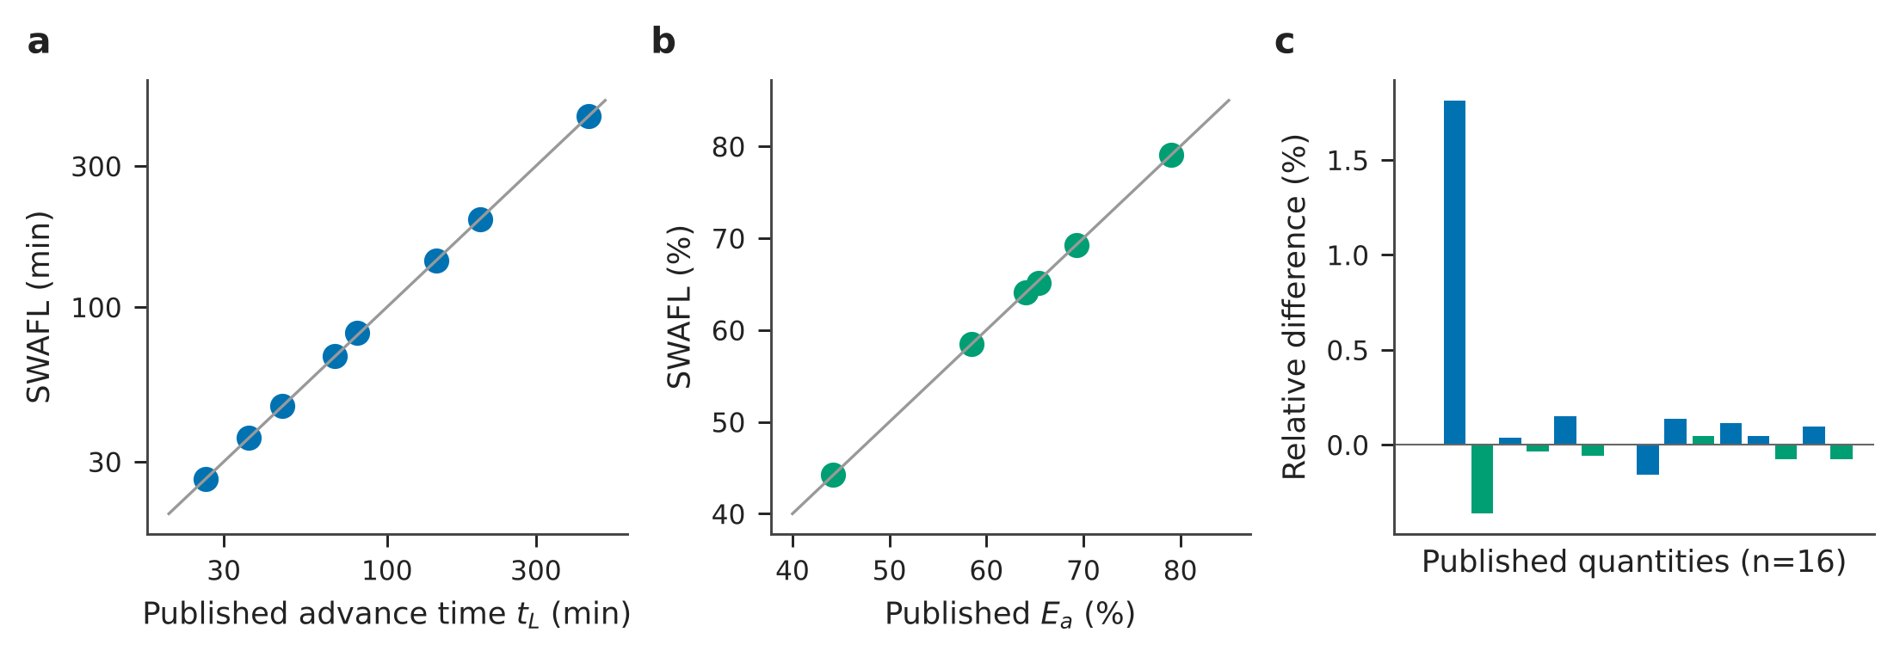 a
SWAFL (min)
300
100
30
30 100 300
Published advance time t_L (min)
b
SWAFL (%)
80
70
60
50
40
40 50 60 70 80
Published E_a (%)
c
Relative difference (%)
1.5
1.0
0.5
0.0
Published quantities (n=16)